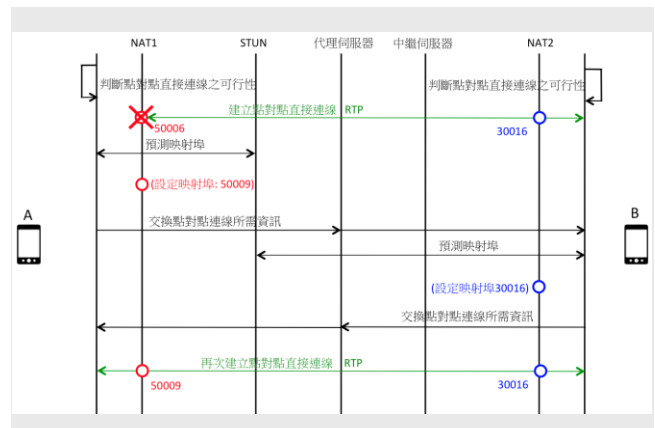 NAT1 STUN 代理伺服器 中繼伺服器 NAT2
判斷點對點直接連線之可行性 判斷點對點直接連線之可行性
建立點對點直接連線 RTP
50006 30016
預測映射埠
(設定映射埠: 50009)
A B
交換點對點連線所需資訊
預測映射埠
(設定映射埠30016)
交換點對點連線所需資訊
再次建立點對點直接連線 RTP
50009 30016